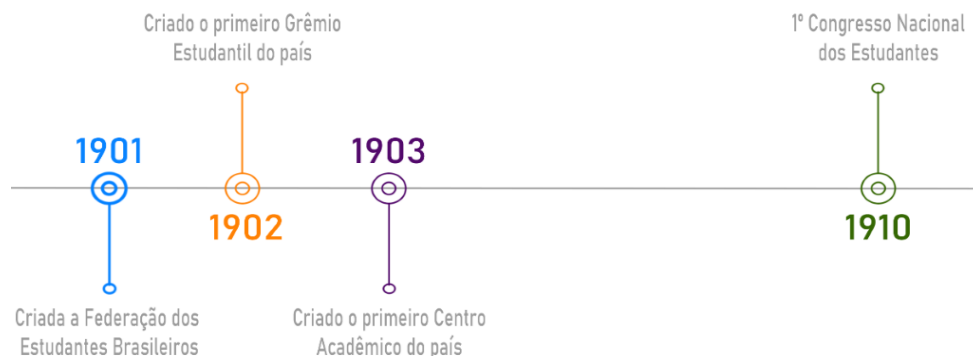 Criado o primeiro Grêmio
Estudantil do país
1º Congresso Nacional
dos Estudantes
1901
1903
1902
1910
Criada a Federação dos
Estudantes Brasileiros
Criado o primeiro Centro
Acadêmico do país